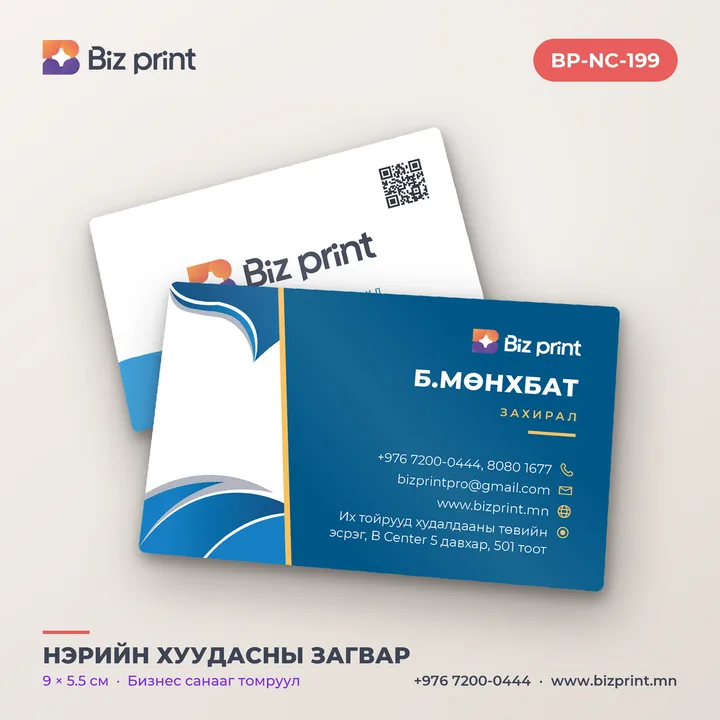 Biz print
BP-NC-199
Biz print
Biz print
Б.МӨНХБАТ
ЗАХИРАЛ
+976 7200-0444, 8080 1677
bizprintpro@gmail.com
www.bizprint.mn
Их тойрууд худалдааны төвийн
эсрэг, B Center 5 давхар, 501 тоот
НЭРИЙН ХУУДАСНЫ ЗАГВАР
9 × 5.5 см · Бизнес санааг томруул
+976 7200-0444 · www.bizprint.mn